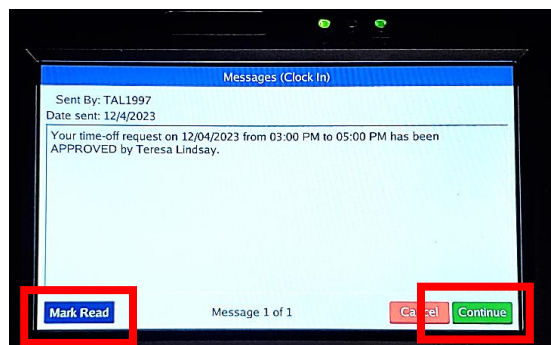 Messages (Clock In)
Sent By: TAL1997
Date sent: 12/4/2023
Your time-off request on 12/04/2023 from 03:00 PM to 05:00 PM has been
APPROVED by Teresa Lindsay.
Mark Read Message 1 of 1 Cancel Continue